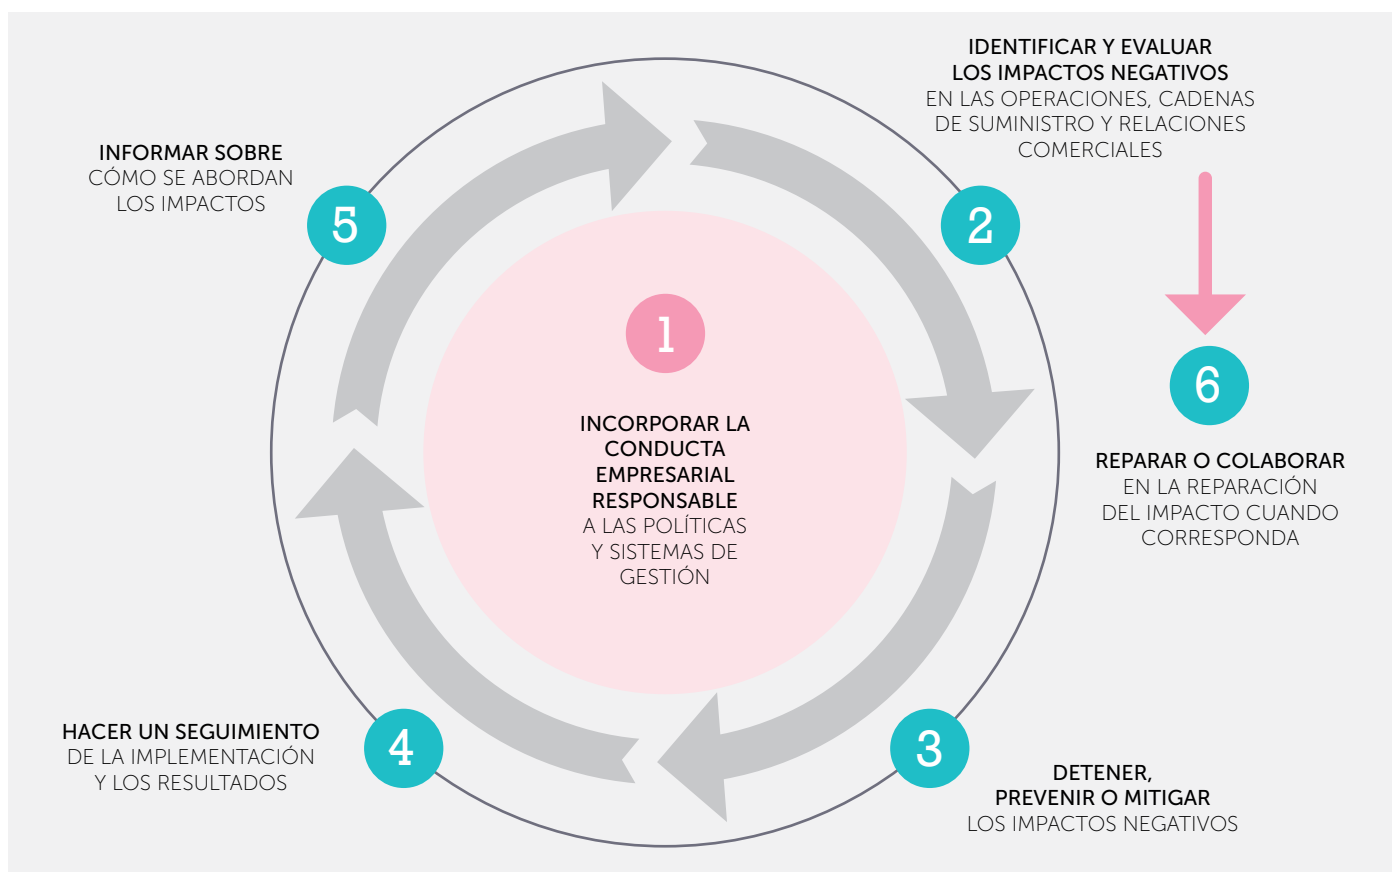 1
INCORPORAR LA
CONDUCTA
EMPRESARIAL
RESPONSABLE
A LAS POLÍTICAS
Y SISTEMAS DE
GESTIÓN
IDENTIFICAR Y EVALUAR
LOS IMPACTOS NEGATIVOS
EN LAS OPERACIONES, CADENAS
DE SUMINISTRO Y RELACIONES
COMERCIALES
2
3
DETENER,
PREVENIR O MITIGAR
LOS IMPACTOS NEGATIVOS
4
HACER UN SEGUIMIENTO
DE LA IMPLEMENTACIÓN
Y LOS RESULTADOS
INFORMAR SOBRE
CÓMO SE ABORDAN
LOS IMPACTOS
5
6
REPARAR O COLABORAR
EN LA REPARACIÓN
DEL IMPACTO CUANDO
CORRESPONDA